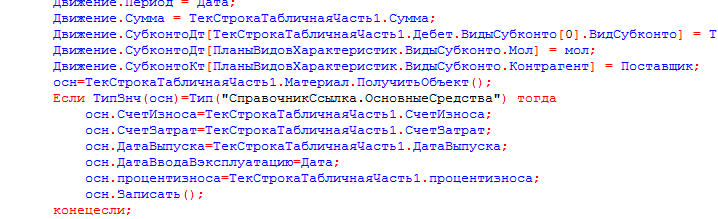 Движение.Период = Дата;
Движение.Сумма = ТекСтрокаТабличнаяЧасть1.Сумма;
Движение.СубконтоДт[ТекСтрокаТабличнаяЧасть1.Дебет.ВидыСубконто[0].ВидСубконто] = Т
Движение.СубконтоДт[ПланыВидовХарактеристик.ВидыСубконто.Мол] = мол;
Движение.СубконтоКт[ПланыВидовХарактеристик.ВидыСубконто.Контрагент] = Поставщик;
осн=ТекСтрокаТабличнаяЧасть1.Материал.ПолучитьОбъект();
Если ТипЗнч(осн)=Тип("СправочникСсылка.ОсновныеСредства") тогда
осн.СчетИзноса=ТекСтрокаТабличнаяЧасть1.СчетИзноса;
осн.СчетЗатрат=ТекСтрокаТабличнаяЧасть1.СчетЗатрат;
осн.ДатаВыпуска=ТекСтрокаТабличнаяЧасть1.ДатаВыпуска;
осн.ДатаВводаВэксплуатацию=Дата;
осн.процентизноса=ТекСтрокаТабличнаяЧасть1.процентизноса;
осн.Записать();
конецесли;